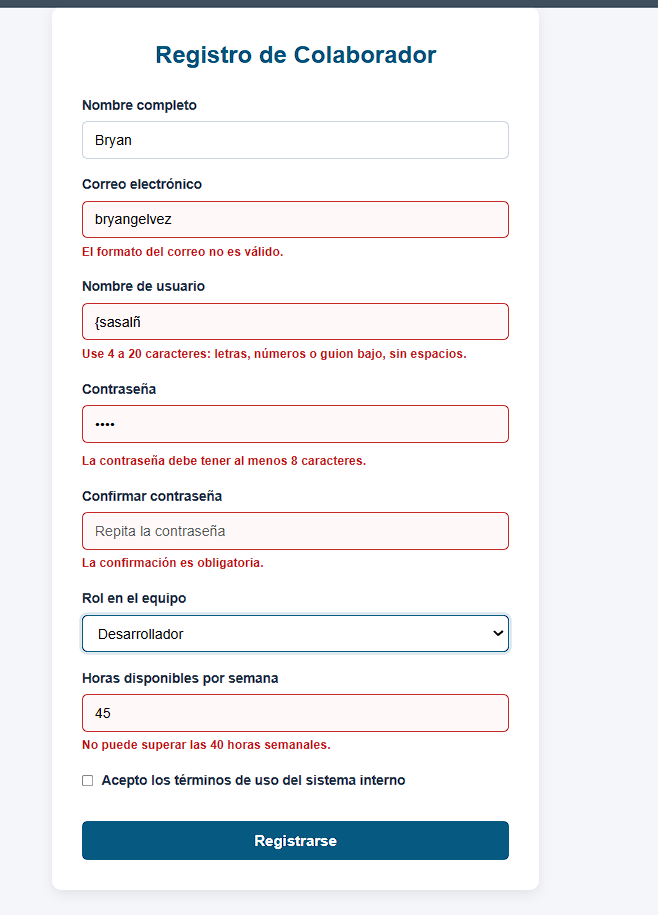 Registro de Colaborador
Nombre completo
Bryan
Correo electrónico
bryangelvez
El formato del correo no es válido.
Nombre de usuario
{sasalñ
Use 4 a 20 caracteres: letras, números o guion bajo, sin espacios.
Contraseña
••••
La contraseña debe tener al menos 8 caracteres.
Confirmar contraseña
Repita la contraseña
La confirmación es obligatoria.
Rol en el equipo
Desarrollador
Horas disponibles por semana
45
No puede superar las 40 horas semanales.
Acepto los términos de uso del sistema interno
Registrarse